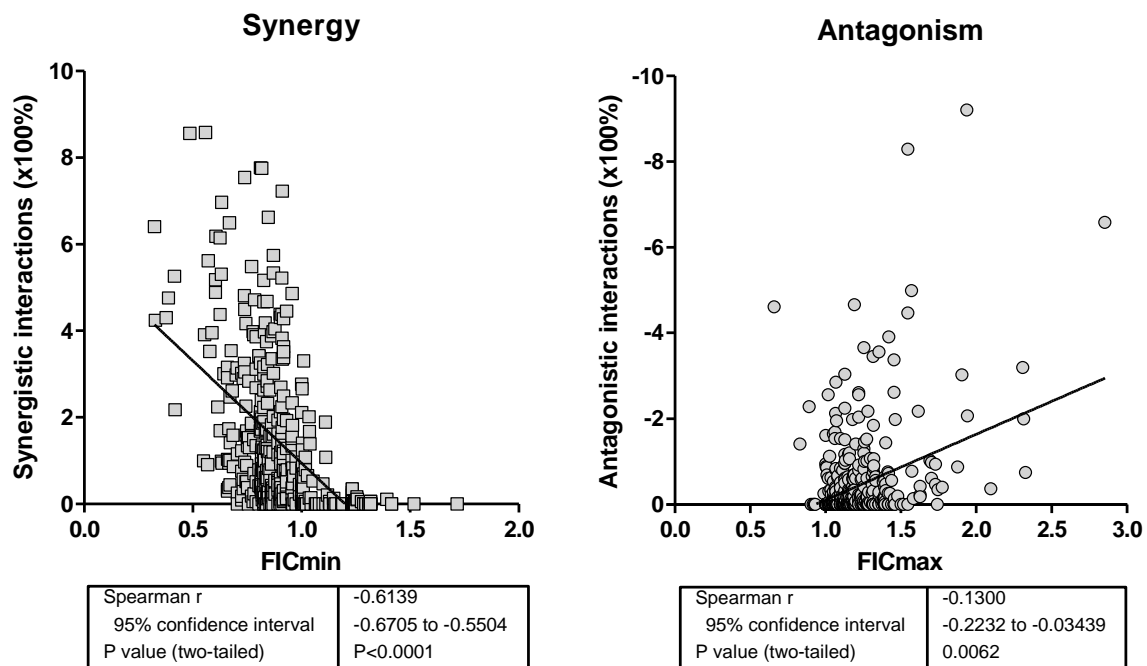 Synergy
Synergistic interactions (x100%)
10
8
6
4
2
0
0.0 0.5 1.0 1.5 2.0
FICmin
Spearman r -0.6139
95% confidence interval -0.6705 to -0.5504
P value (two-tailed) P<0.0001
Antagonism
Antagonistic interactions (x100%)
-10
-8
-6
-4
-2
0
0.0 0.5 1.0 1.5 2.0 2.5 3.0
FICmax
Spearman r -0.1300
95% confidence interval -0.2232 to -0.03439
P value (two-tailed) 0.0062